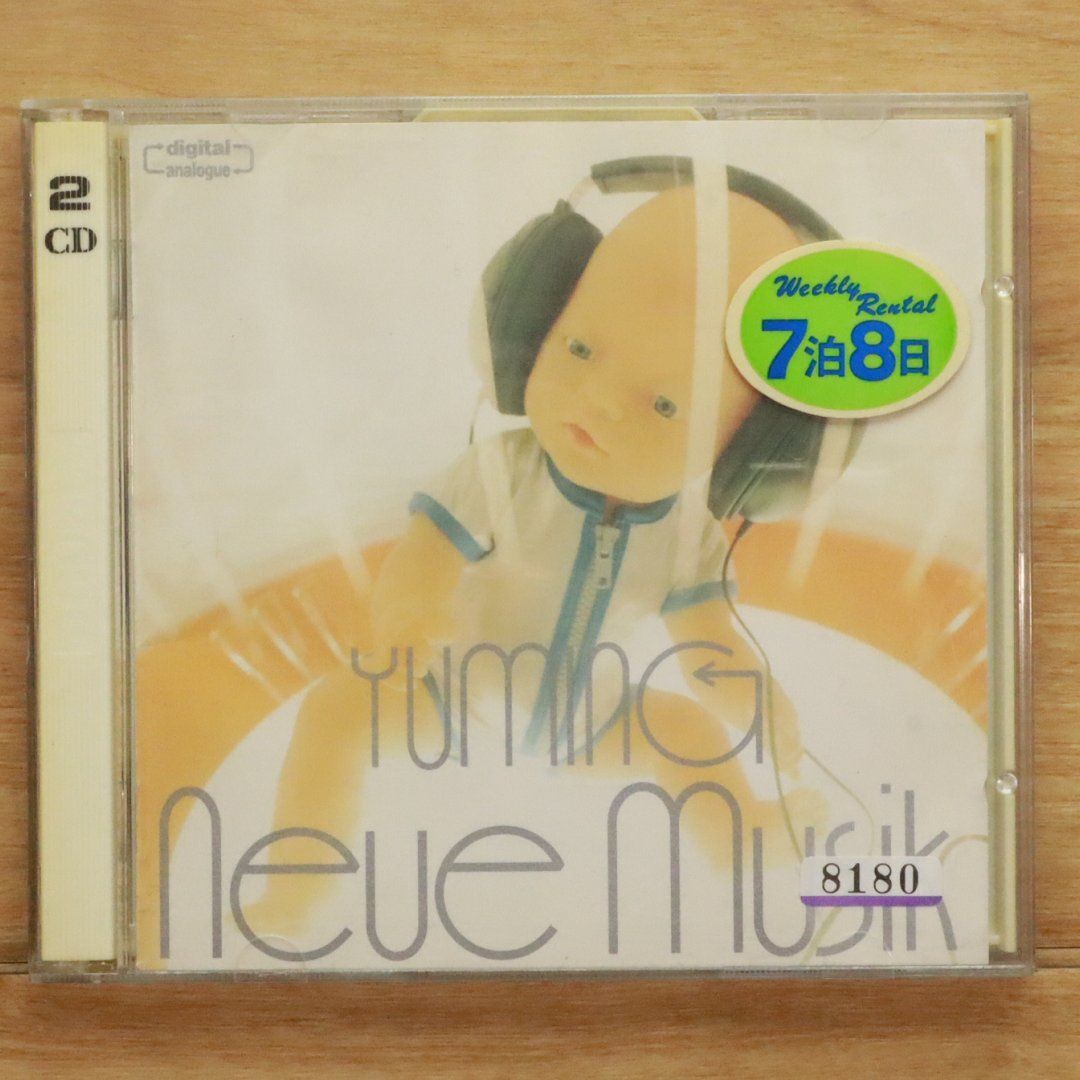 2
CD
digital
analogue
Weekly
Rental
7泊8日
YUMING
Neue Musik
8180